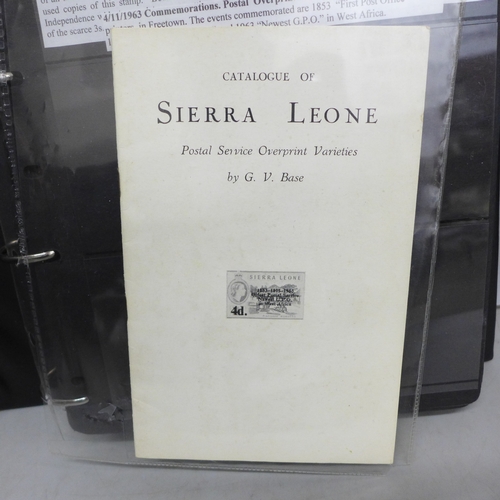 used copies of this stamp.
4/11/1963 Commemorations. Postal
Independence
of the scarce 3s. in Freetown. The events commemorated are 1853 "First Post
"Newest G.P.O." in West Africa.
CATALOGUE OF
SIERRA LEONE
Postal Service Overprint Varieties
by G. V. Base
SIERRA LEONE
4d.